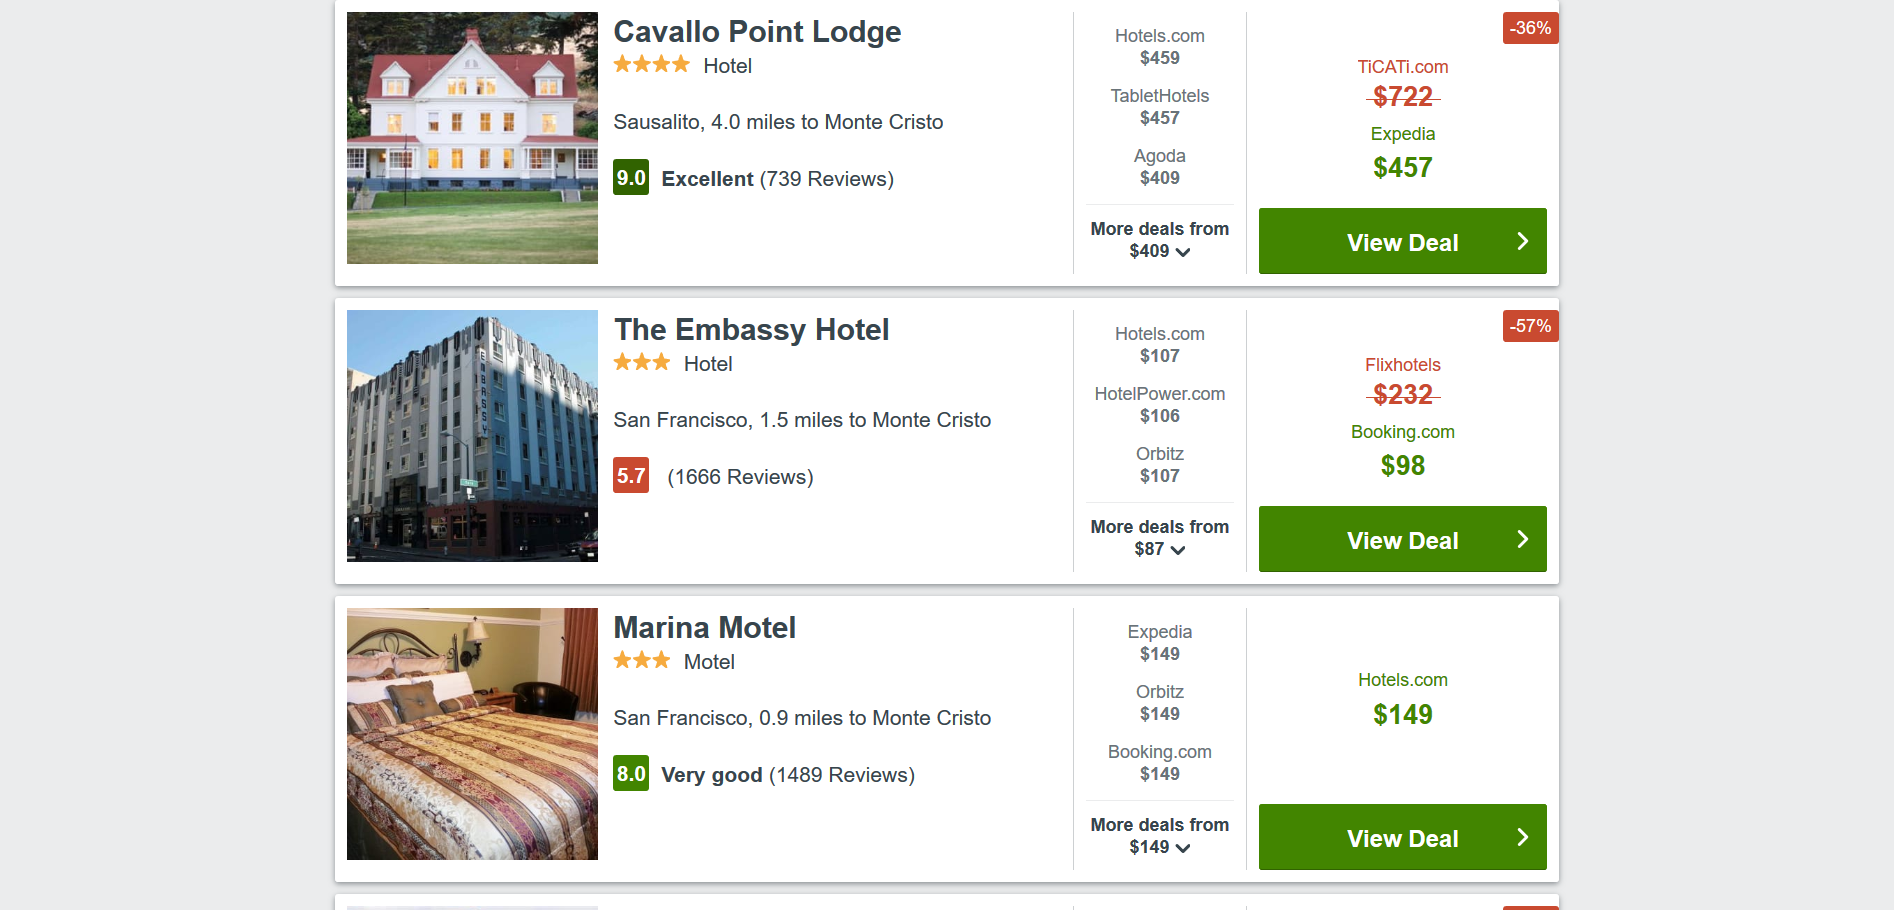 Cavallo Point Lodge
Hotel
Sausalito, 4.0 miles to Monte Cristo
9.0 Excellent (739 Reviews)
Hotels.com
$459
TabletHotels
$457
Agoda
$409
More deals from
$409
-36%
TiCATi.com
$722
Expedia
$457
View Deal
EMBASSY
The Embassy Hotel
Hotel
San Francisco, 1.5 miles to Monte Cristo
5.7 (1666 Reviews)
Hotels.com
$107
HotelPower.com
$106
Orbitz
$107
More deals from
$87
-57%
Flixhotels
$232
Booking.com
$98
View Deal
Marina Motel
Motel
San Francisco, 0.9 miles to Monte Cristo
8.0 Very good (1489 Reviews)
Expedia
$149
Orbitz
$149
Booking.com
$149
More deals from
$149
Hotels.com
$149
View Deal